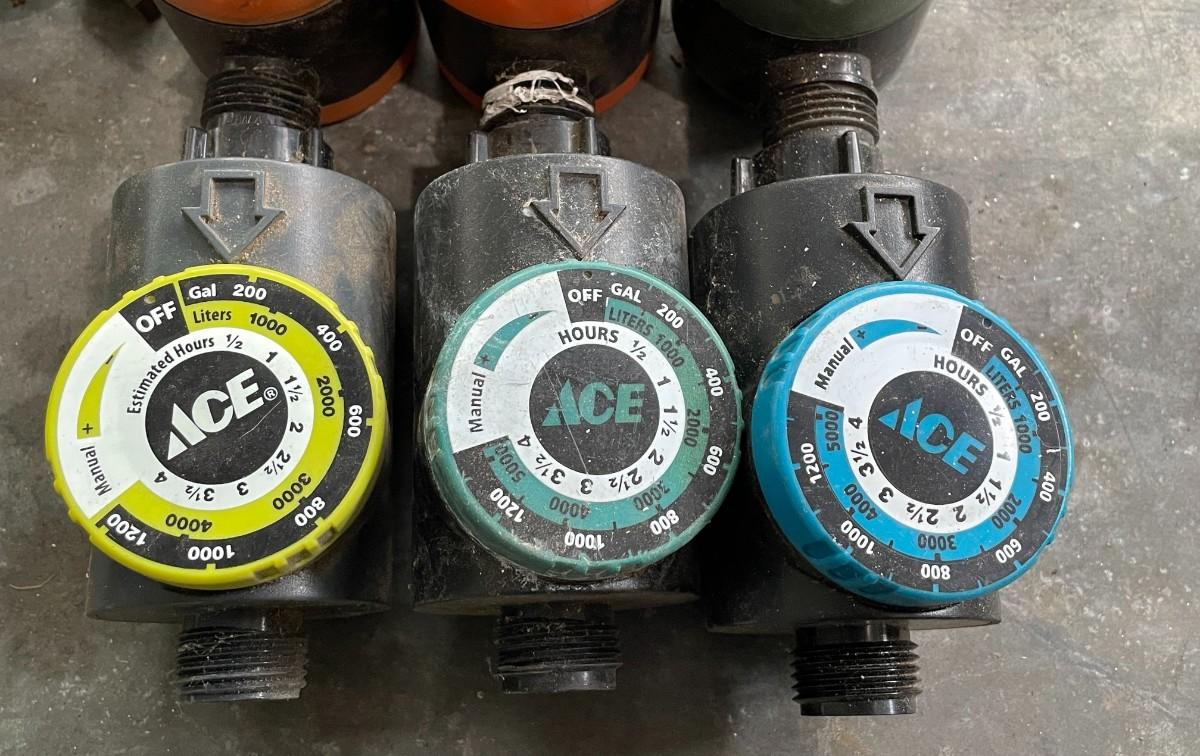 OFF
Gal 200 400 600 800 1000 1200
Liters 1000 2000 3000 4000
Estimated Hours ½ 1 1½ 2 2½ 3 3½ 4
Manual +
ACE®
OFF
GAL 200 400 600 800 1000 1200
LITERS 1000 2000 3000 4000 5000
HOURS ½ 1 1½ 2 2½ 3 3½ 4
Manual + -
ACE
OFF
GAL 200 400 600 800 1000 1200
LITERS 1000 2000 3000 4000 5000
HOURS ½ 1 1½ 2 2½ 3 3½ 4
Manual + -
ACE